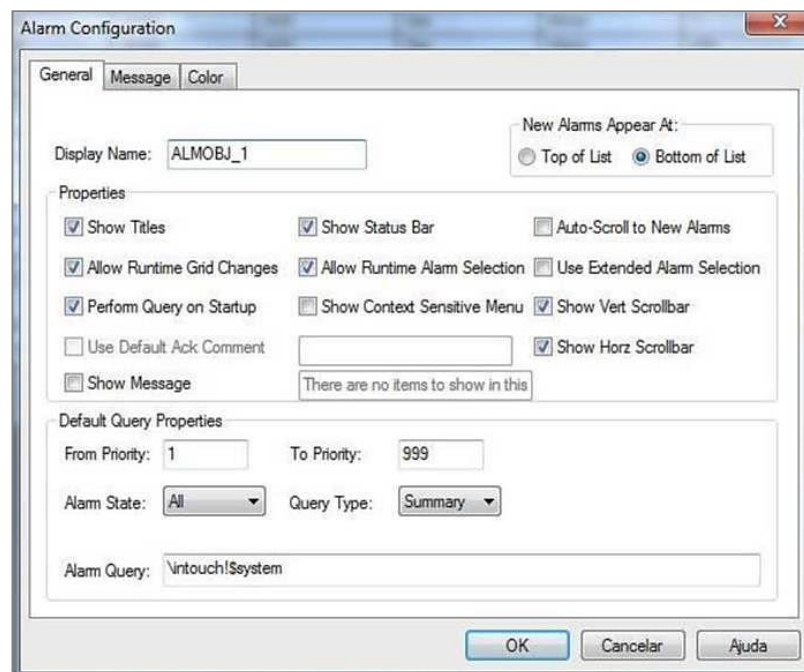 Alarm Configuration
General Message Color
New Alarms Appear At:
Display Name: ALMOBJ_1
Top of List Bottom of List
Properties
Show Titles Show Status Bar Auto-Scroll to New Alarms
Allow Runtime Grid Changes Allow Runtime Alarm Selection Use Extended Alarm Selection
Perform Query on Startup Show Context Sensitive Menu Show Vert Scrollbar
Use Default Ack Comment Show Horz Scrollbar
Show Message There are no items to show in this
Default Query Properties
From Priority: 1 To Priority: 999
Alarm State: All Query Type: Summary
Alarm Query: \intouch!$system
OK Cancelar Ajuda